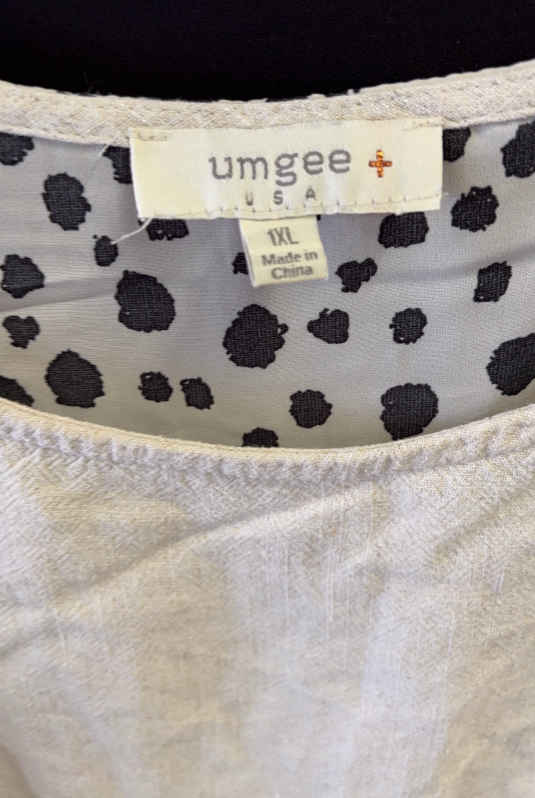 umgee +
USA
1XL
Made in
China